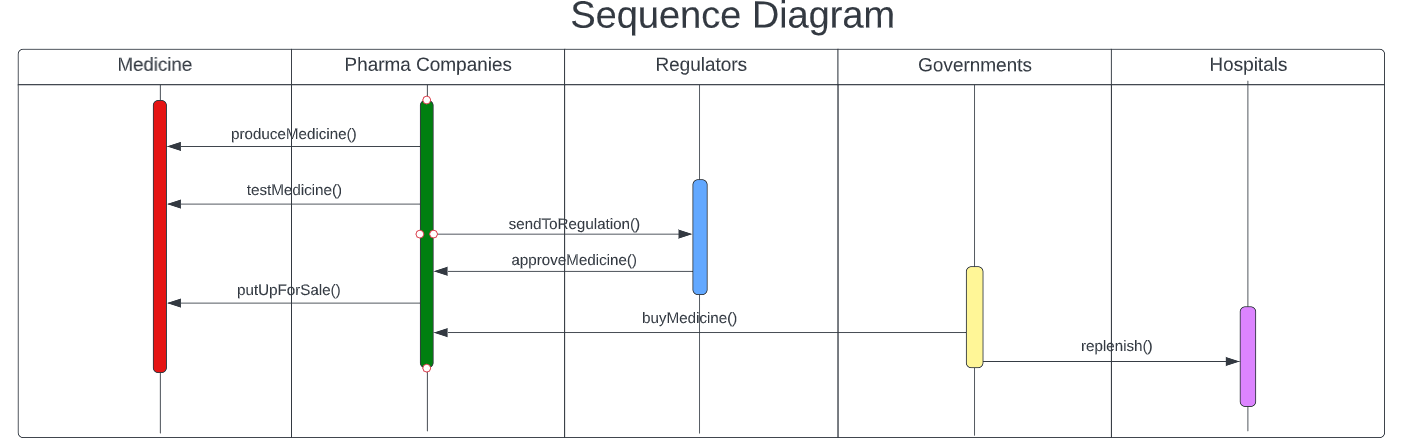 Sequence Diagram
Medicine
Pharma Companies
Regulators
Governments
Hospitals
produceMedicine()
testMedicine()
sendToRegulation()
approveMedicine()
putUpForSale()
buyMedicine()
replenish()